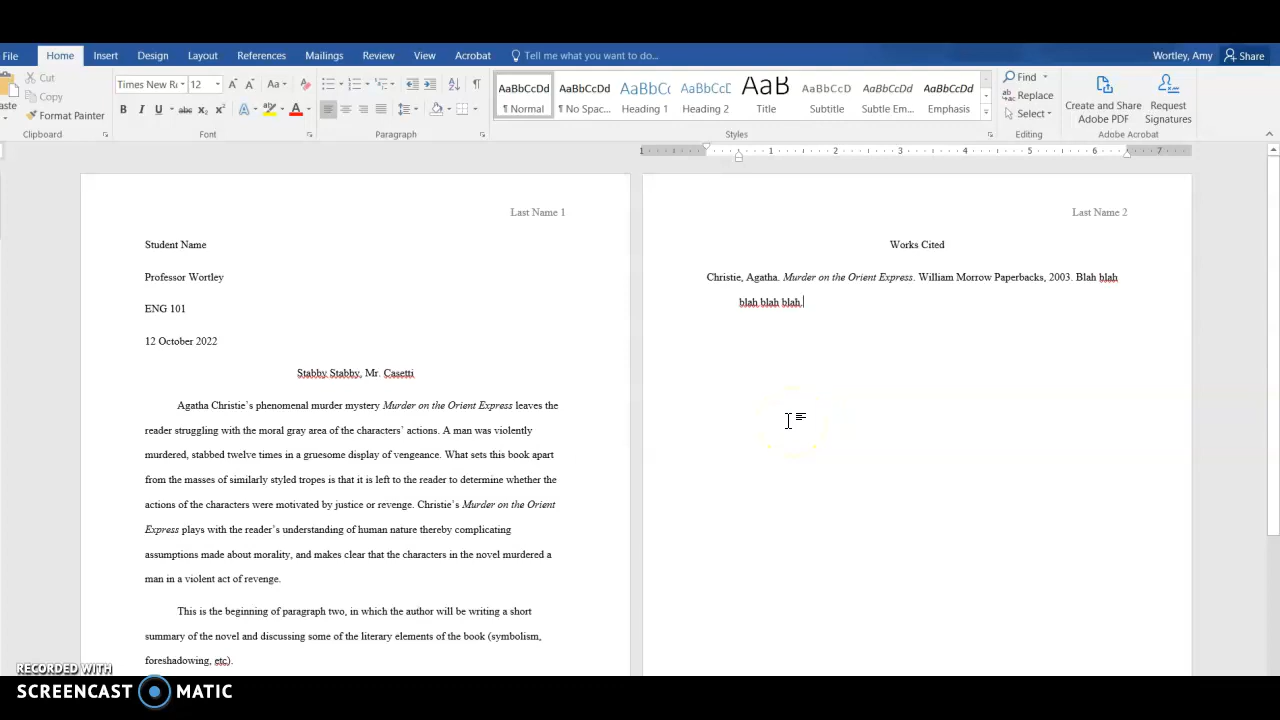 File Home Insert Design Layout References Mailings Review View Acrobat Tell me what you want to do... Wortley, Amy Share
Cut
Copy
Format Painter
Clipboard
Times New Ro 12
Font
Paragraph
AaBbCcDd AaBbCcDd AaBbCc AaBbCcD AaB AaBbCcD AaBbCcDd AaBbCcDd
¶ Normal ¶ No Spac... Heading 1 Heading 2 Title Subtitle Subtle Em... Emphasis
Styles
Find
Replace
Select
Editing
Create and Share
Adobe PDF
Request
Signatures
Adobe Acrobat
1 1 2 3 4 5 6 7
Last Name 1
Student Name
Professor Wortley
ENG 101
12 October 2022
Stabby Stabby, Mr. Casetti
Agatha Christie’s phenomenal murder mystery Murder on the Orient Express leaves the
reader struggling with the moral gray area of the characters’ actions. A man was violently
murdered, stabbed twelve times in a gruesome display of vengeance. What sets this book apart
from the masses of similarly styled tropes is that it is left to the reader to determine whether the
actions of the characters were motivated by justice or revenge. Christie’s Murder on the Orient
Express plays with the reader’s understanding of human nature thereby complicating
assumptions made about morality, and makes clear that the characters in the novel murdered a
man in a violent act of revenge.
This is the beginning of paragraph two, in which the author will be writing a short
summary of the novel and discussing some of the literary elements of the book (symbolism,
foreshadowing, etc).
Last Name 2
Works Cited
Christie, Agatha. Murder on the Orient Express. William Morrow Paperbacks, 2003. Blah blah
blah blah blah.
RECORDED WITH
SCREENCAST MATIC